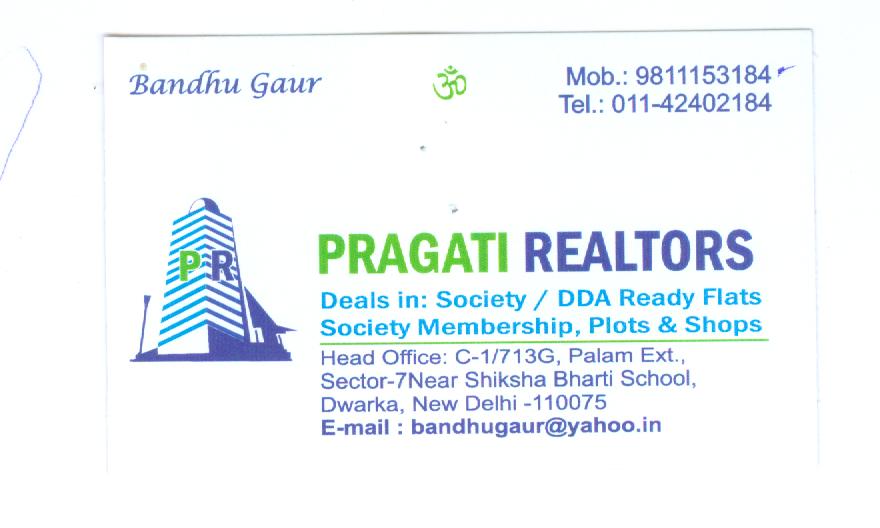 Bandhu Gaur
ॐ
Mob.: 9811153184
Tel.: 011-42402184
PR
PRAGATI REALTORS
Deals in: Society / DDA Ready Flats
Society Membership, Plots & Shops
Head Office: C-1/713G, Palam Ext.,
Sector-7Near Shiksha Bharti School,
Dwarka, New Delhi -110075
E-mail : bandhugaur@yahoo.in